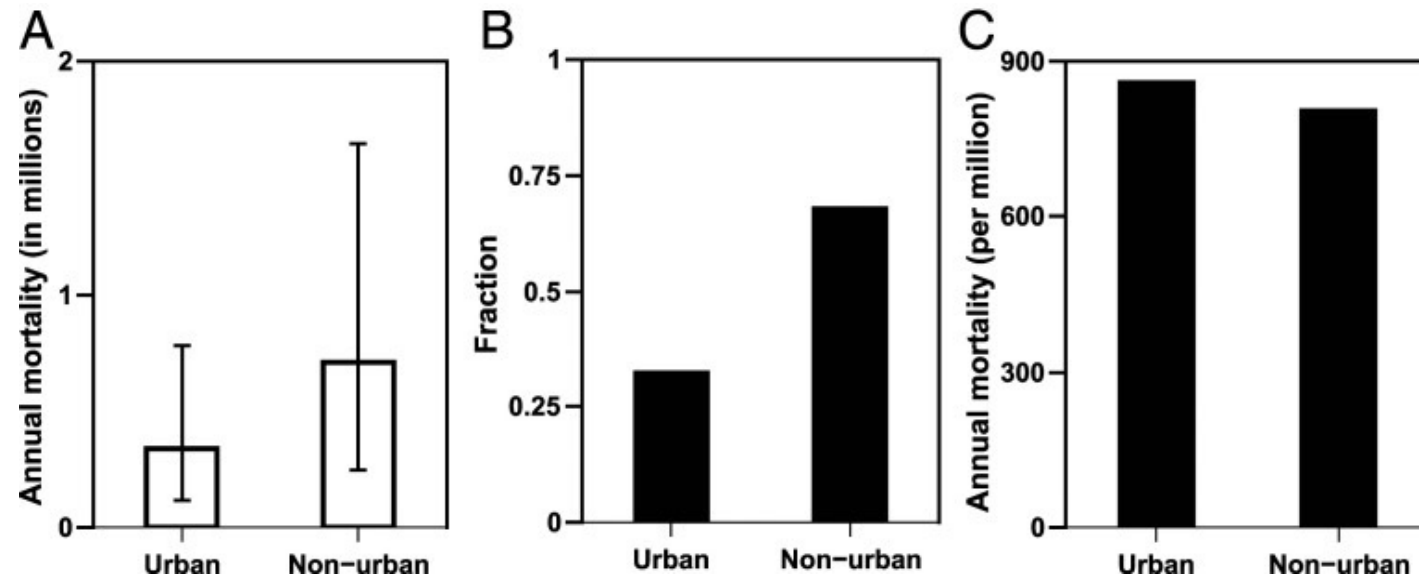 A
Annual mortality (in millions)
2
1
0
Urban
Non−urban
B
Fraction
1
0.75
0.5
0.25
0
Urban
Non−urban
C
Annual mortality (per million)
900
600
300
0
Urban
Non−urban